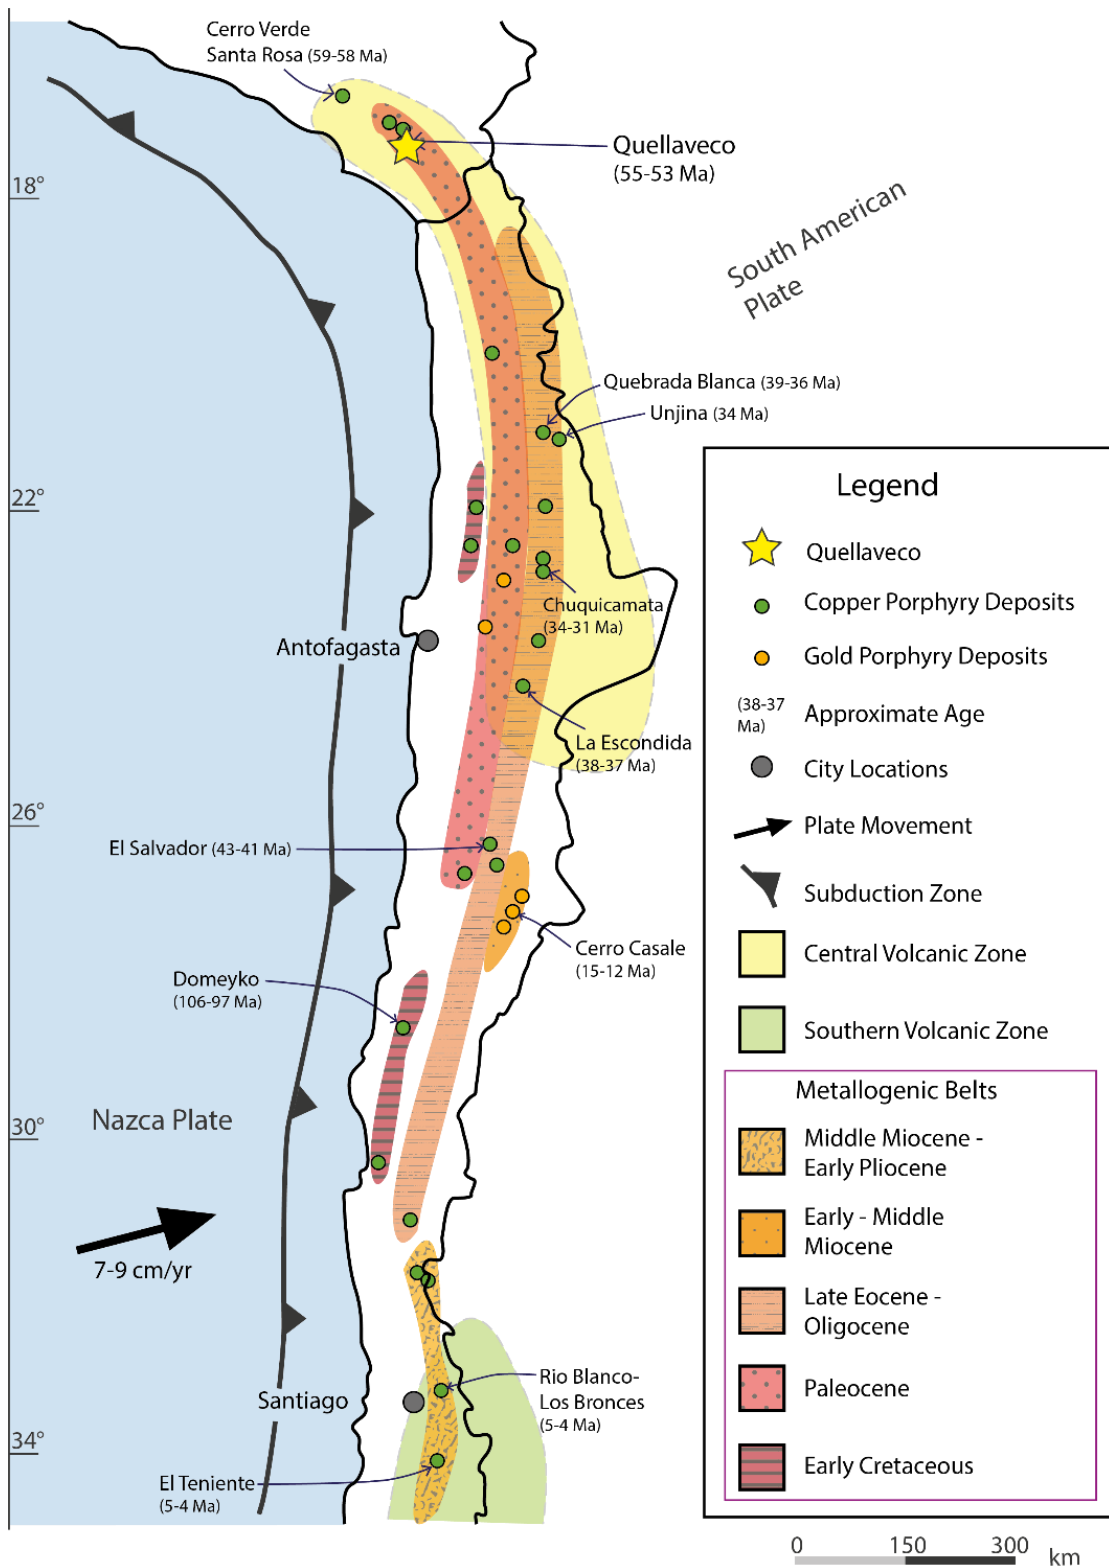 Cerro Verde
Santa Rosa (59-58 Ma)
Quellaveco
(55-53 Ma)
18°
South American
Plate
Quebrada Blanca (39-36 Ma)
Unjina (34 Ma)
22°
Chuquicamata
(34-31 Ma)
Antofagasta
La Escondida
(38-37 Ma)
26°
El Salvador (43-41 Ma)
Cerro Casale
(15-12 Ma)
Domeyko
(106-97 Ma)
Nazca Plate
30°
7-9 cm/yr
Santiago
Rio Blanco-
Los Bronces
(5-4 Ma)
34°
El Teniente
(5-4 Ma)
Legend
Quellaveco
Copper Porphyry Deposits
Gold Porphyry Deposits
(38-37
Ma)
Approximate Age
City Locations
Plate Movement
Subduction Zone
Central Volcanic Zone
Southern Volcanic Zone
Metallogenic Belts
Middle Miocene -
Early Pliocene
Early - Middle
Miocene
Late Eocene -
Oligocene
Paleocene
Early Cretaceous
0 150 300 km